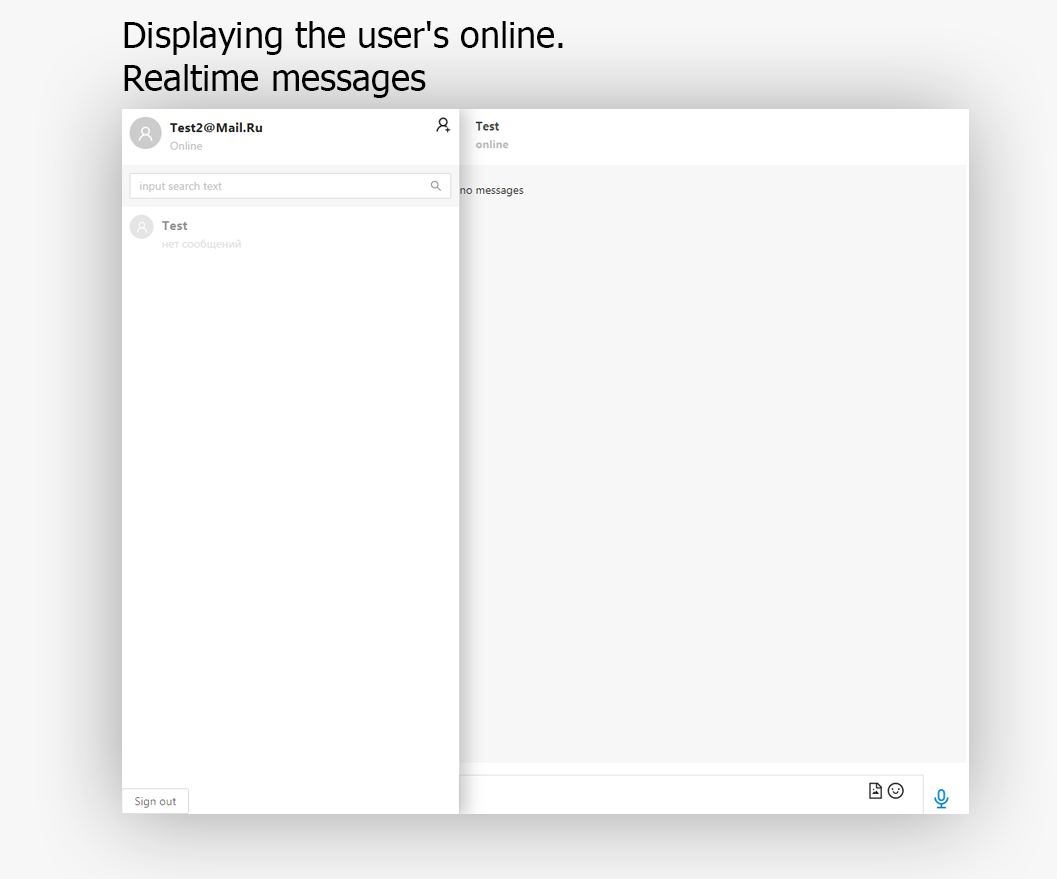 Displaying the user's online.
Realtime messages
Test2@Mail.Ru
Online
input search text
Test
нет сообщений
Sign out
Test
online
no messages